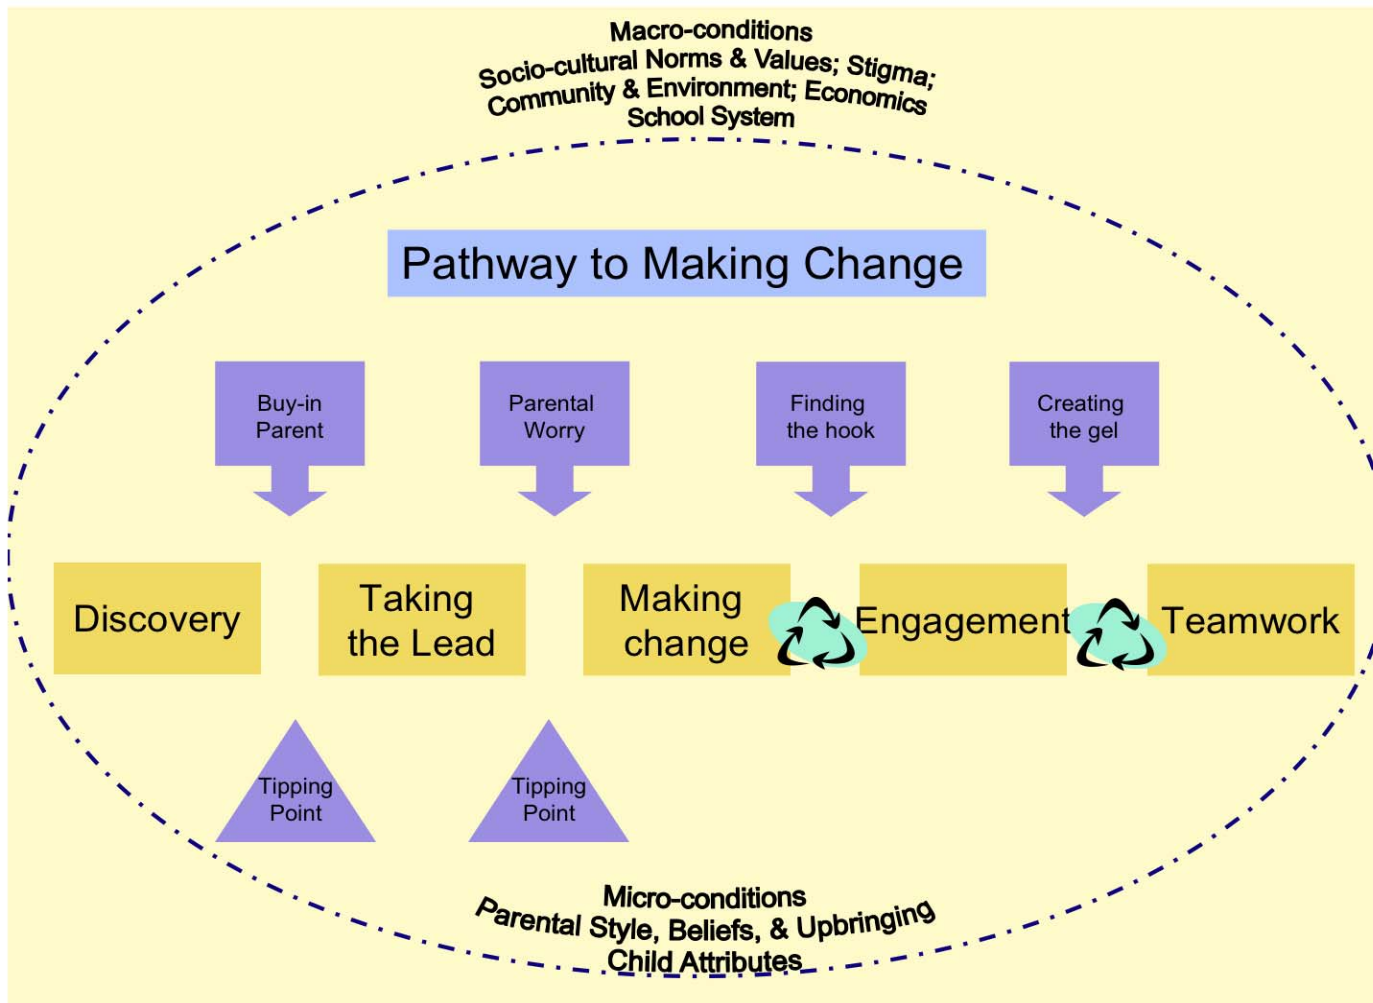 Macro-conditions
Socio-cultural Norms & Values; Stigma;
Community & Environment; Economics
School System
Pathway to Making Change
Buy-in
Parent
Parental
Worry
Finding
the hook
Creating
the gel
Discovery
Taking
the Lead
Making
change
Engagement
Teamwork
Tipping
Point
Tipping
Point
Micro-conditions
Parental Style, Beliefs, & Upbringing
Child Attributes